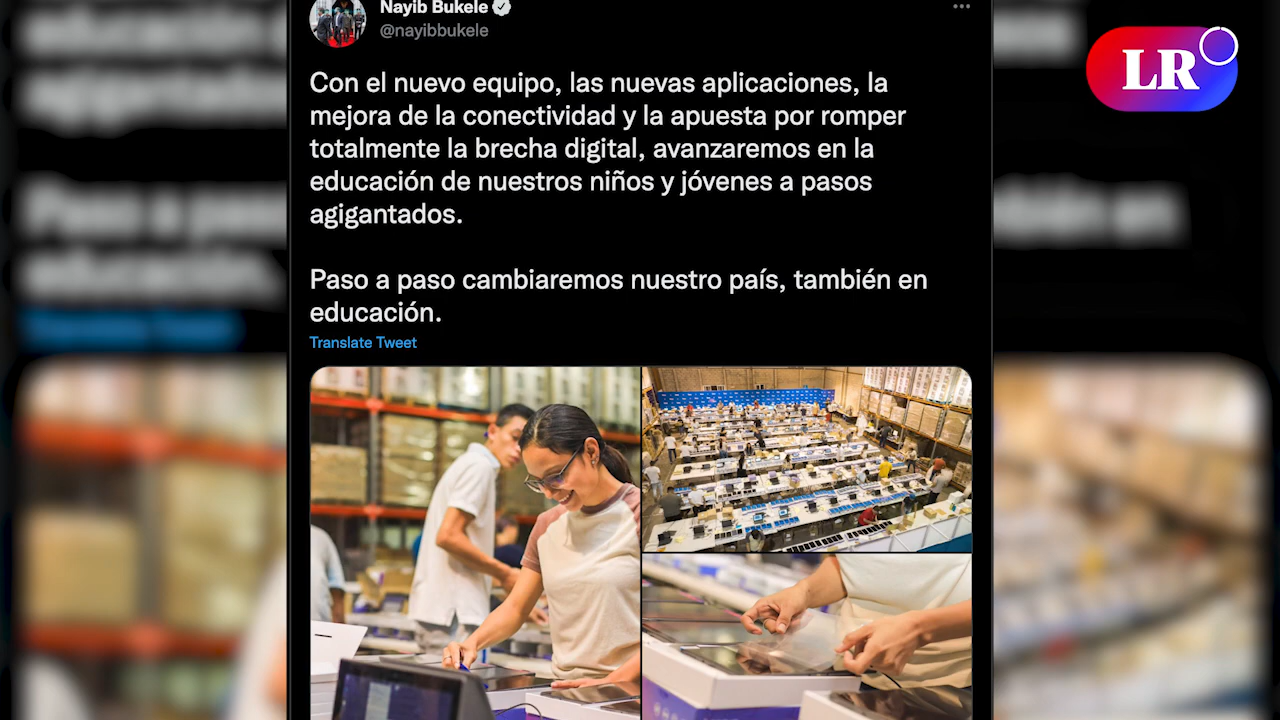 Nayib Bukele
@nayibbukele
LR
Con el nuevo equipo, las nuevas aplicaciones, la
mejora de la conectividad y la apuesta por romper
totalmente la brecha digital, avanzaremos en la
educación de nuestros niños y jóvenes a pasos
agigantados.
Paso a paso cambiaremos nuestro país, también en
educación.
Translate Tweet